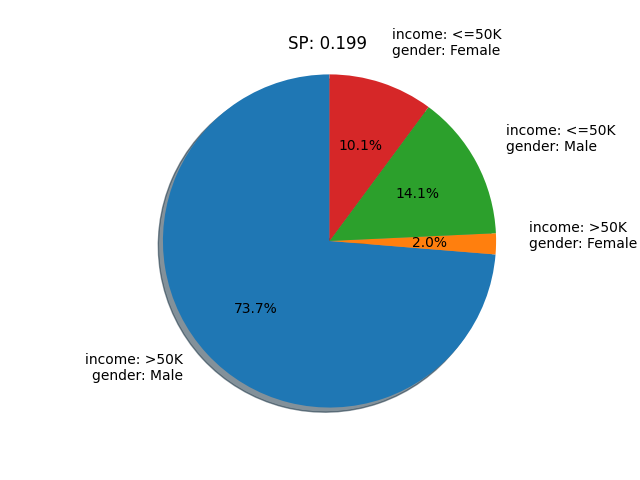 SP: 0.199
income: <=50K
gender: Female
10.1%
income: <=50K
gender: Male
14.1%
income: >50K
gender: Female
2.0%
73.7%
income: >50K
gender: Male